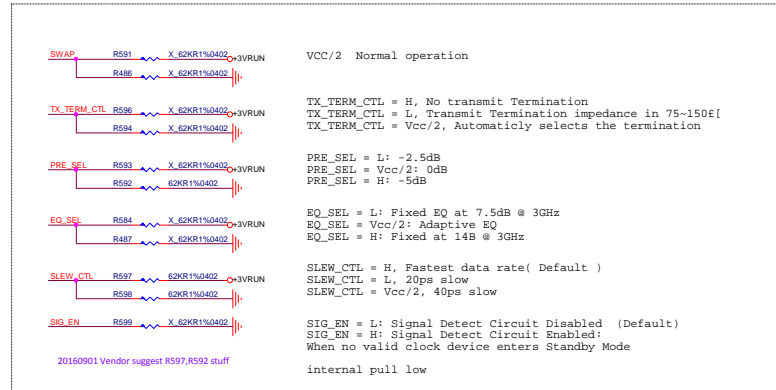 SWAP R591 X_62KR1%0402 +3VRUN VCC/2 Normal operation
R486 X_62KR1%0402
TX_TERM_CTL R596 X_62KR1%0402 +3VRUN TX_TERM_CTL = H, No transmit Termination
TX_TERM_CTL = L, Transmit Termination impedance in 75~150£[
R594 X_62KR1%0402 TX_TERM_CTL = Vcc/2, Automaticly selects the termination
PRE_SEL R593 X_62KR1%0402 +3VRUN PRE_SEL = L: -2.5dB
PRE_SEL = Vcc/2: 0dB
R592 62KR1%0402 PRE_SEL = H: -5dB
EQ_SEL R584 X_62KR1%0402 +3VRUN EQ_SEL = L: Fixed EQ at 7.5dB @ 3GHz
EQ_SEL = Vcc/2: Adaptive EQ
R487 X_62KR1%0402 EQ_SEL = H: Fixed at 14B @ 3GHz
SLEW_CTL R597 62KR1%0402 +3VRUN SLEW_CTL = H, Fastest data rate( Default )
SLEW_CTL = L, 20ps slow
R598 62KR1%0402 SLEW_CTL = Vcc/2, 40ps slow
SIG_EN R599 X_62KR1%0402 SIG_EN = L: Signal Detect Circuit Disabled (Default)
SIG_EN = H: Signal Detect Circuit Enabled:
When no valid clock device enters Standby Mode
20160901 Vendor suggest R597,R592 stuff
internal pull low